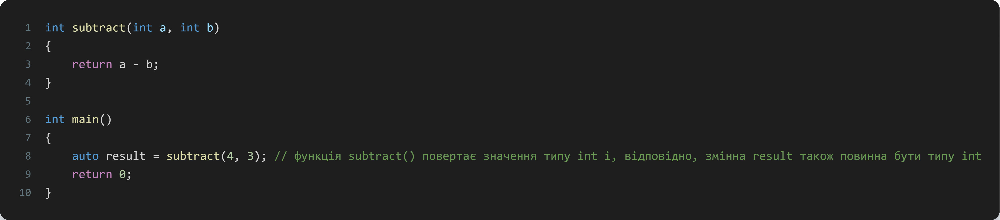 1 int subtract(int a, int b)
2 {
3     return a - b;
4 }
5
6 int main()
7 {
8     auto result = subtract(4, 3); // функція subtract() повертає значення типу int і, відповідно, змінна result також повинна бути типу int
9     return 0;
10 }